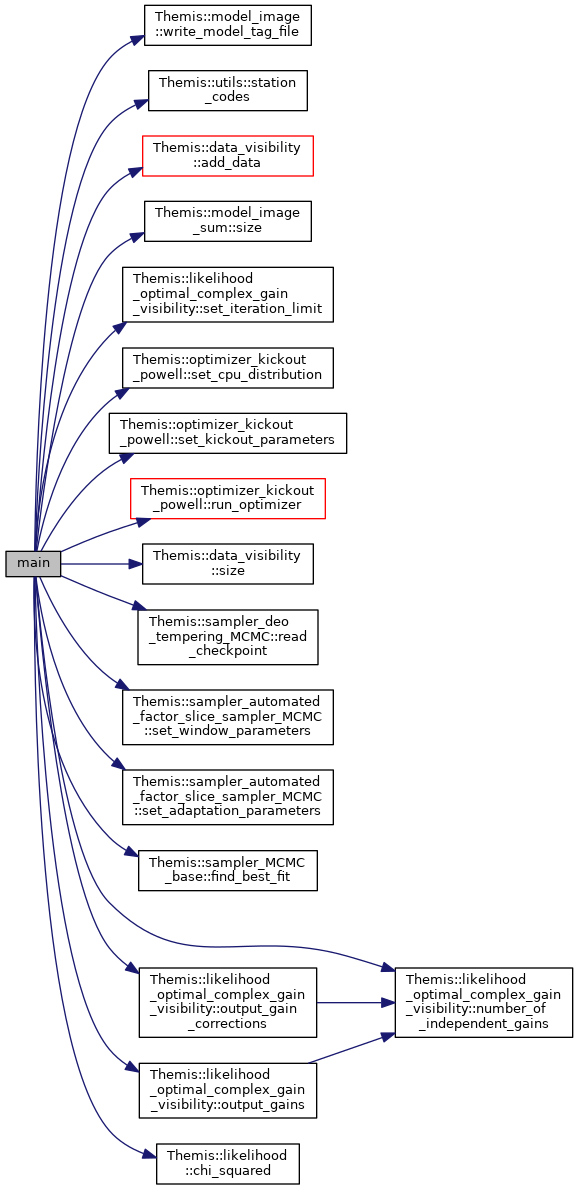 Themis::model_image
::write_model_tag_file
Themis::utils::station
_codes
Themis::data_visibility
::add_data
Themis::model_image
_sum::size
Themis::likelihood
_optimal_complex_gain
_visibility::set_iteration_limit
Themis::optimizer_kickout
_powell::set_cpu_distribution
Themis::optimizer_kickout
_powell::set_kickout_parameters
Themis::optimizer_kickout
_powell::run_optimizer
main
Themis::data_visibility
::size
Themis::sampler_deo
_tempering_MCMC::read
_checkpoint
Themis::sampler_automated
_factor_slice_sampler_MCMC
::set_window_parameters
Themis::sampler_automated
_factor_slice_sampler_MCMC
::set_adaptation_parameters
Themis::sampler_MCMC
_base::find_best_fit
Themis::likelihood
_optimal_complex_gain
_visibility::output_gain
_corrections
Themis::likelihood
_optimal_complex_gain
_visibility::number_of
_independent_gains
Themis::likelihood
_optimal_complex_gain
_visibility::output_gains
Themis::likelihood
::chi_squared